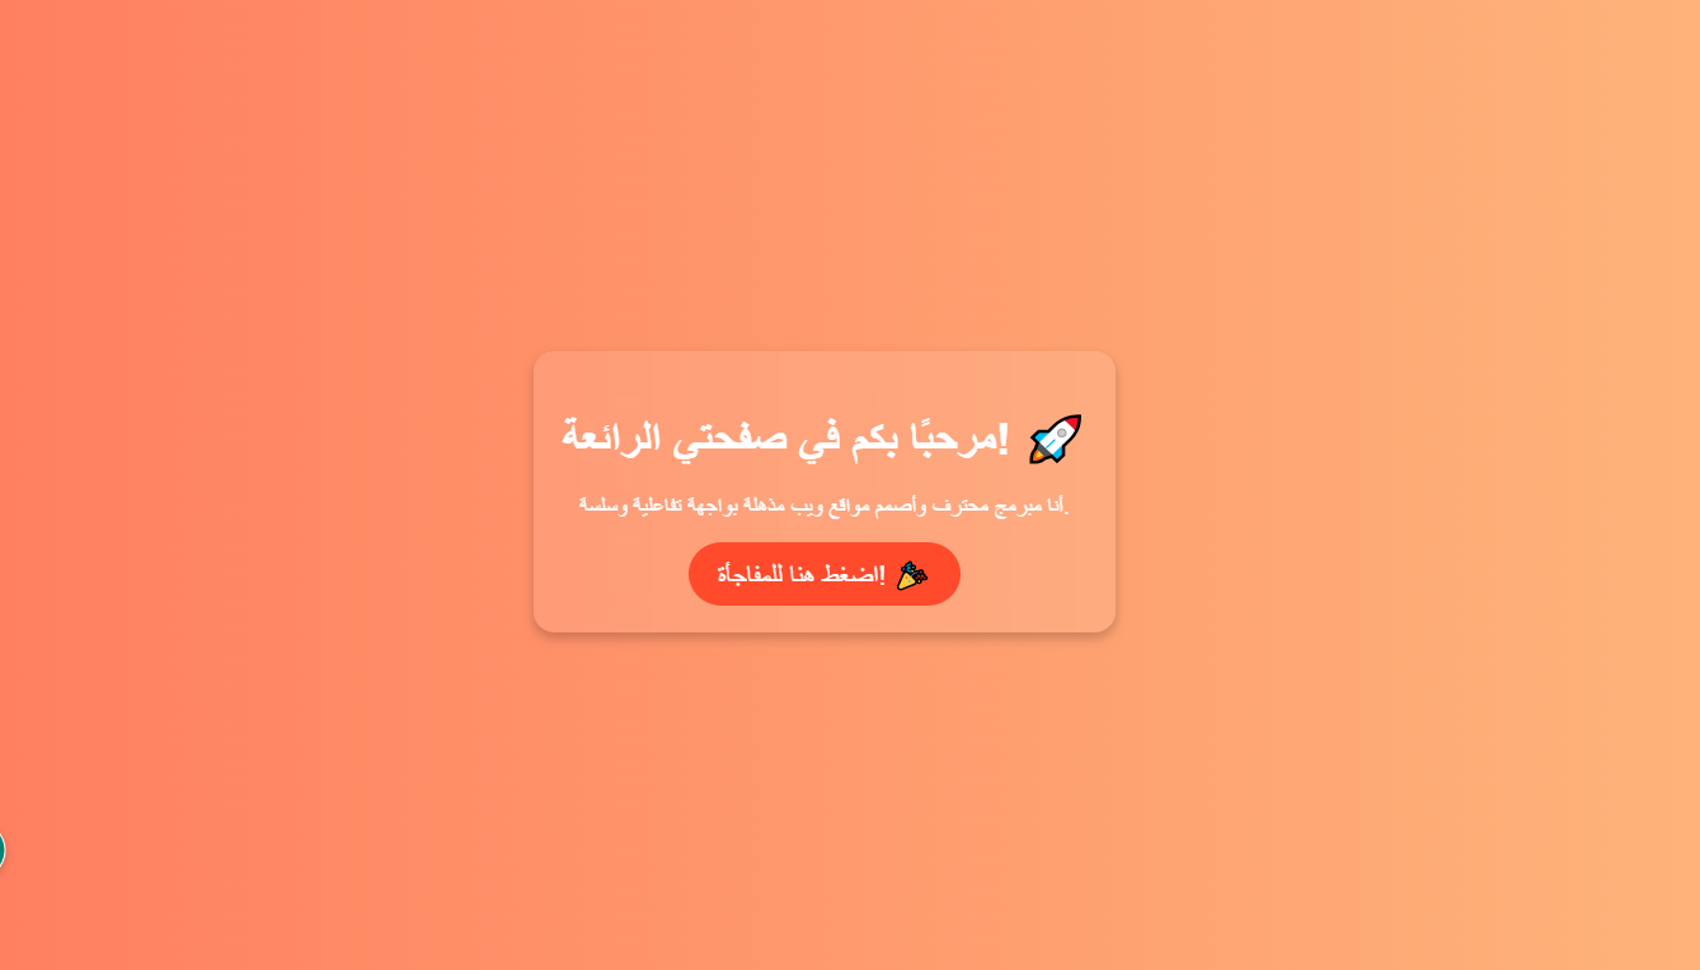 مرحبًا بكم في صفحتي الرائعة! 🚀
أنا مبرمج محترف وأصمم مواقع ويب مذهلة بواجهة تفاعلية وسلسة.
اضغط هنا للمفاجأة! 🎉